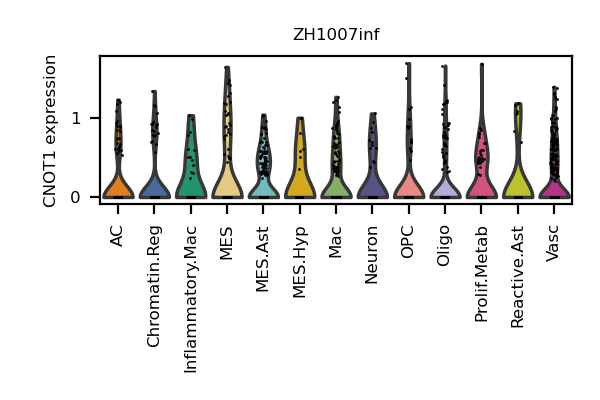 ZH1007inf
CNOT1 expression
1
0
AC
Chromatin.Reg
Inflammatory.Mac
MES
MES.Ast
MES.Hyp
Mac
Neuron
OPC
Oligo
Prolif.Metab
Reactive.Ast
Vasc